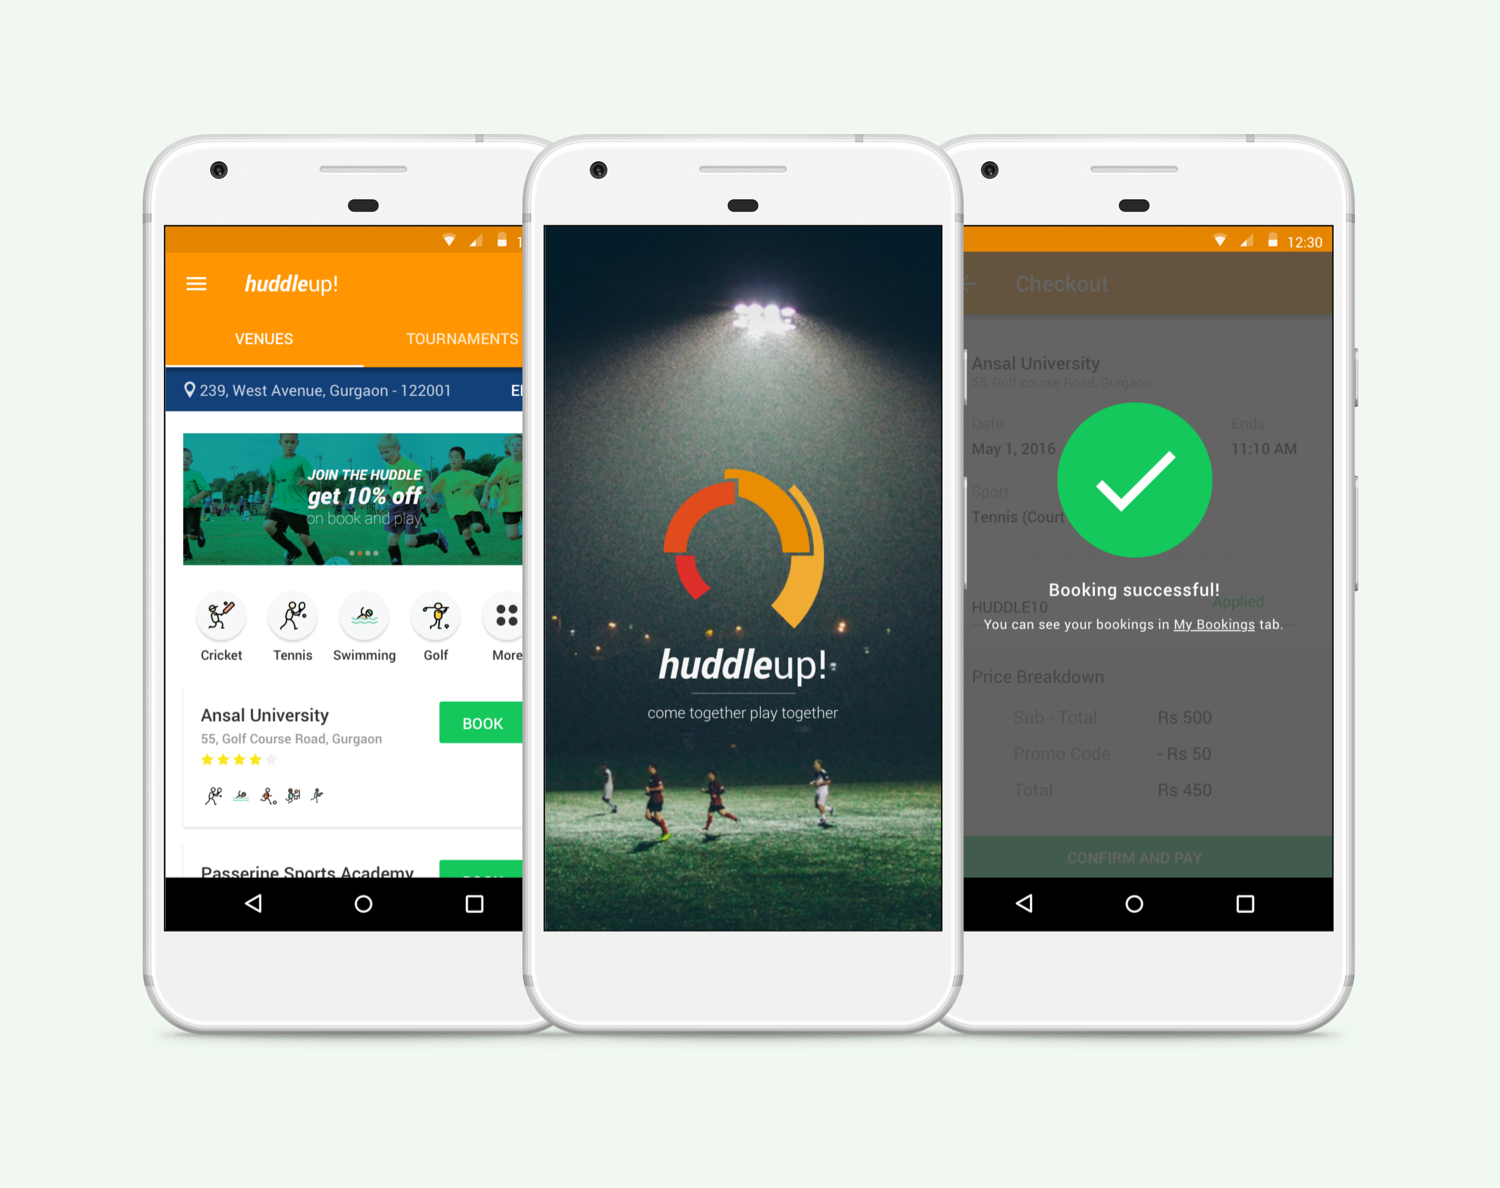 huddleup!
VENUES
TOURNAMENTS
239, West Avenue, Gurgaon - 122001
JOIN THE HUDDLE
get 10% off
on book and play
Cricket
Tennis
Swimming
Golf
More
Ansal University
BOOK
55, Golf Course Road, Gurgaon
Passerine Sports Academy
BOOK
huddleup!
come together play together
12:30
Checkout
Ansal University
55, Golf course Road, Gurgaon
Date
Ends
May 1, 2016
11:10 AM
Sport
Tennis (Court
Booking successful!
HUDDLE10
Applied
You can see your bookings in My Bookings tab.
Price Breakdown
Sub - Total Rs 500
Promo Code - Rs 50
Total Rs 450
CONFIRM AND PAY